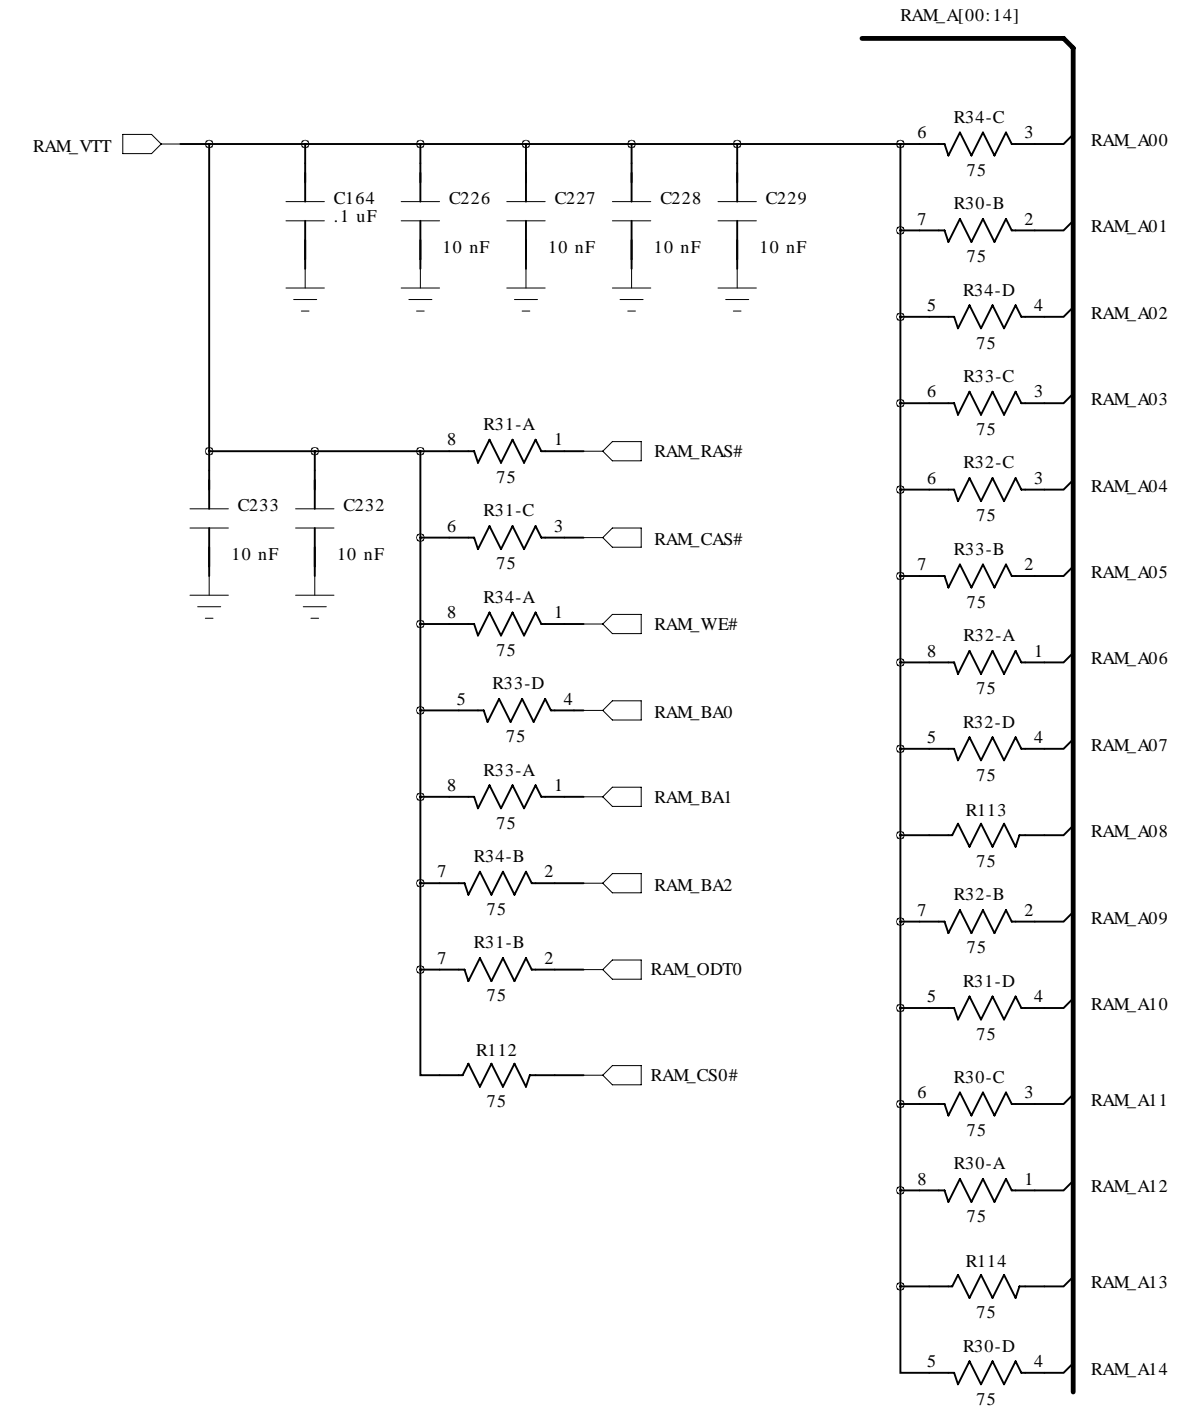 RAM_A[00:14]
RAM_VTT
R34-C
6 3
75
RAM_A00
C164
.1 uF
C226
10 nF
C227
10 nF
C228
10 nF
C229
10 nF
R30-B
7 2
75
RAM_A01
R34-D
5 4
75
RAM_A02
R33-C
6 3
75
RAM_A03
R32-C
6 3
75
RAM_A04
R33-B
7 2
75
RAM_A05
R32-A
8 1
75
RAM_A06
R32-D
5 4
75
RAM_A07
R113
75
RAM_A08
R32-B
7 2
75
RAM_A09
R31-D
5 4
75
RAM_A10
R30-C
6 3
75
RAM_A11
R30-A
8 1
75
RAM_A12
R114
75
RAM_A13
R30-D
5 4
75
RAM_A14
C233
10 nF
C232
10 nF
R31-A
8 1
75
RAM_RAS#
R31-C
6 3
75
RAM_CAS#
R34-A
8 1
75
RAM_WE#
R33-D
5 4
75
RAM_BA0
R33-A
8 1
75
RAM_BA1
R34-B
7 2
75
RAM_BA2
R31-B
7 2
75
RAM_ODT0
R112
75
RAM_CS0#